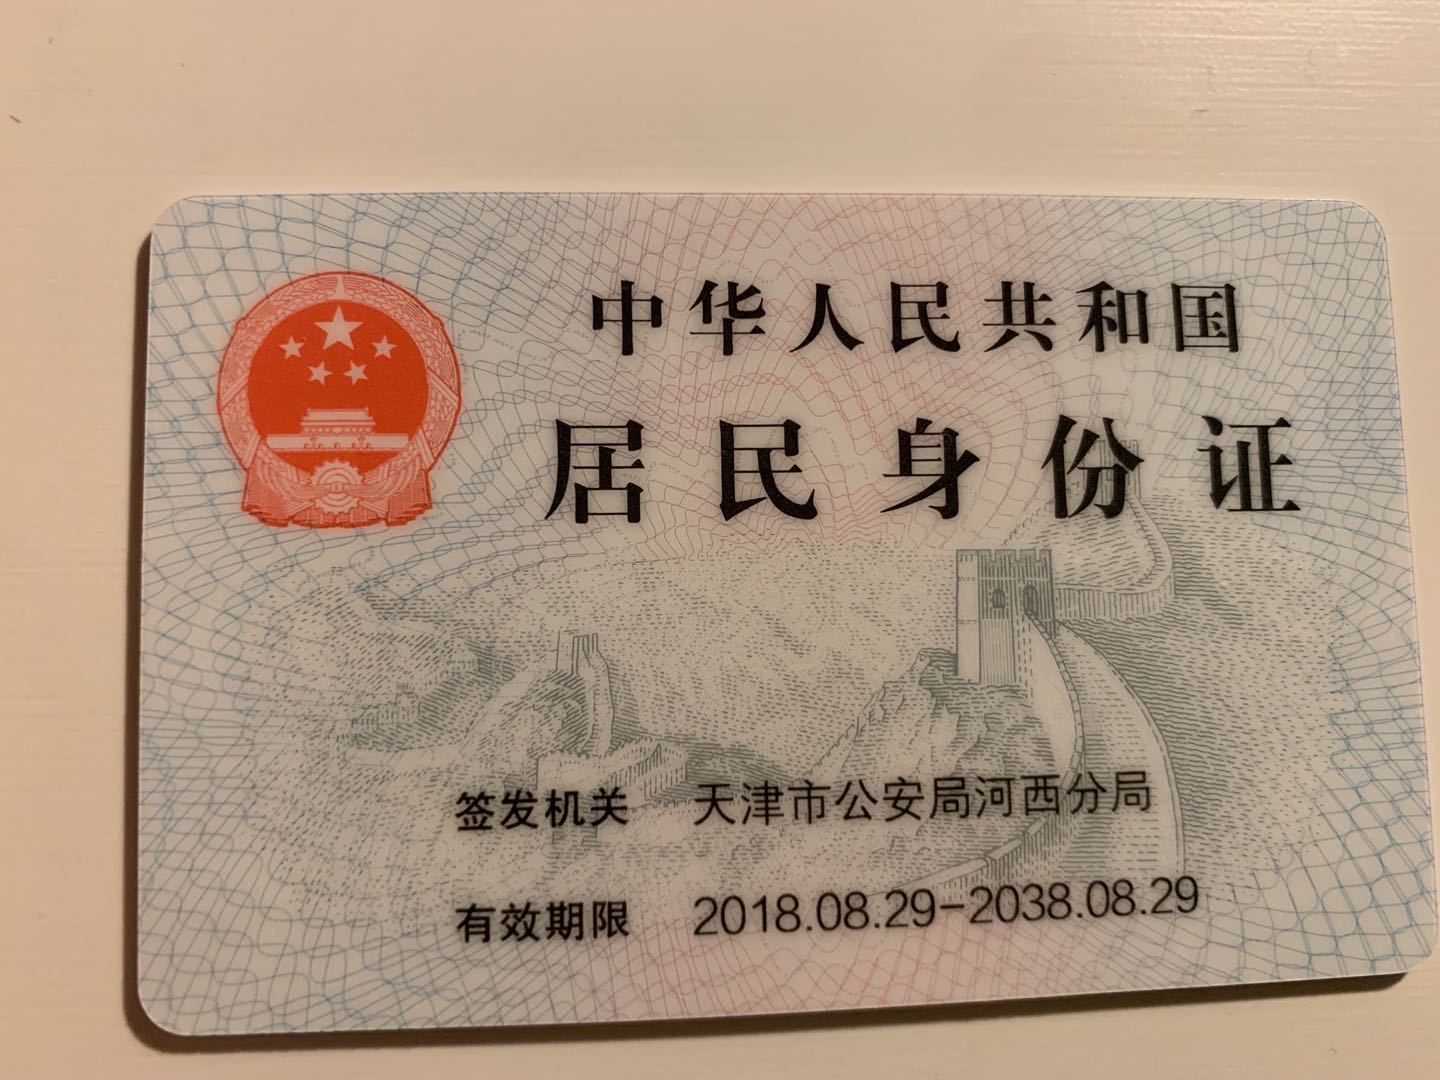 中华人民共和国
居民身份证
签发机关 天津市公安局河西分局
有效期限 2018.08.29-2038.08.29